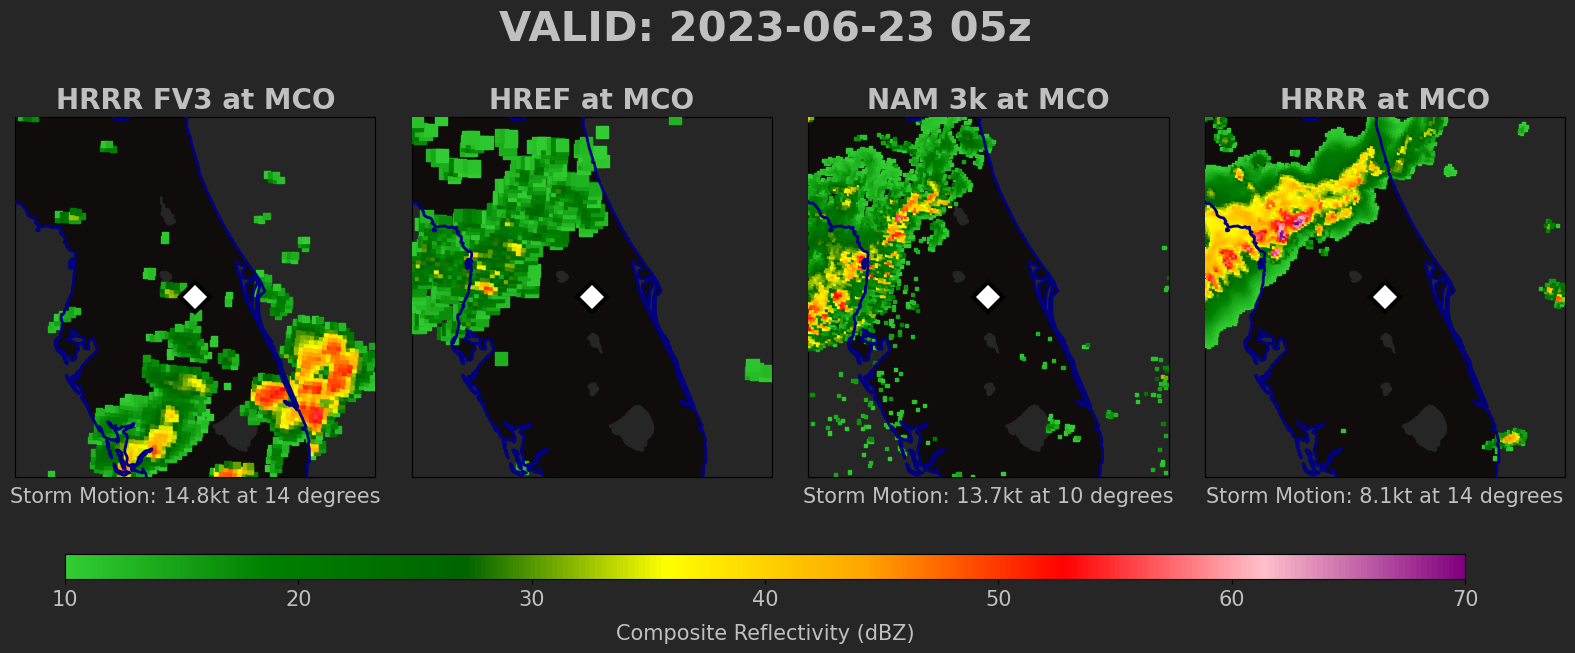 VALID: 2023-06-23 05z
HRRR FV3 at MCO
HREF at MCO
NAM 3k at MCO
HRRR at MCO
Storm Motion: 14.8kt at 14 degrees
Storm Motion: 13.7kt at 10 degrees
Storm Motion: 8.1kt at 14 degrees
10 20 30 40 50 60 70
Composite Reflectivity (dBZ)